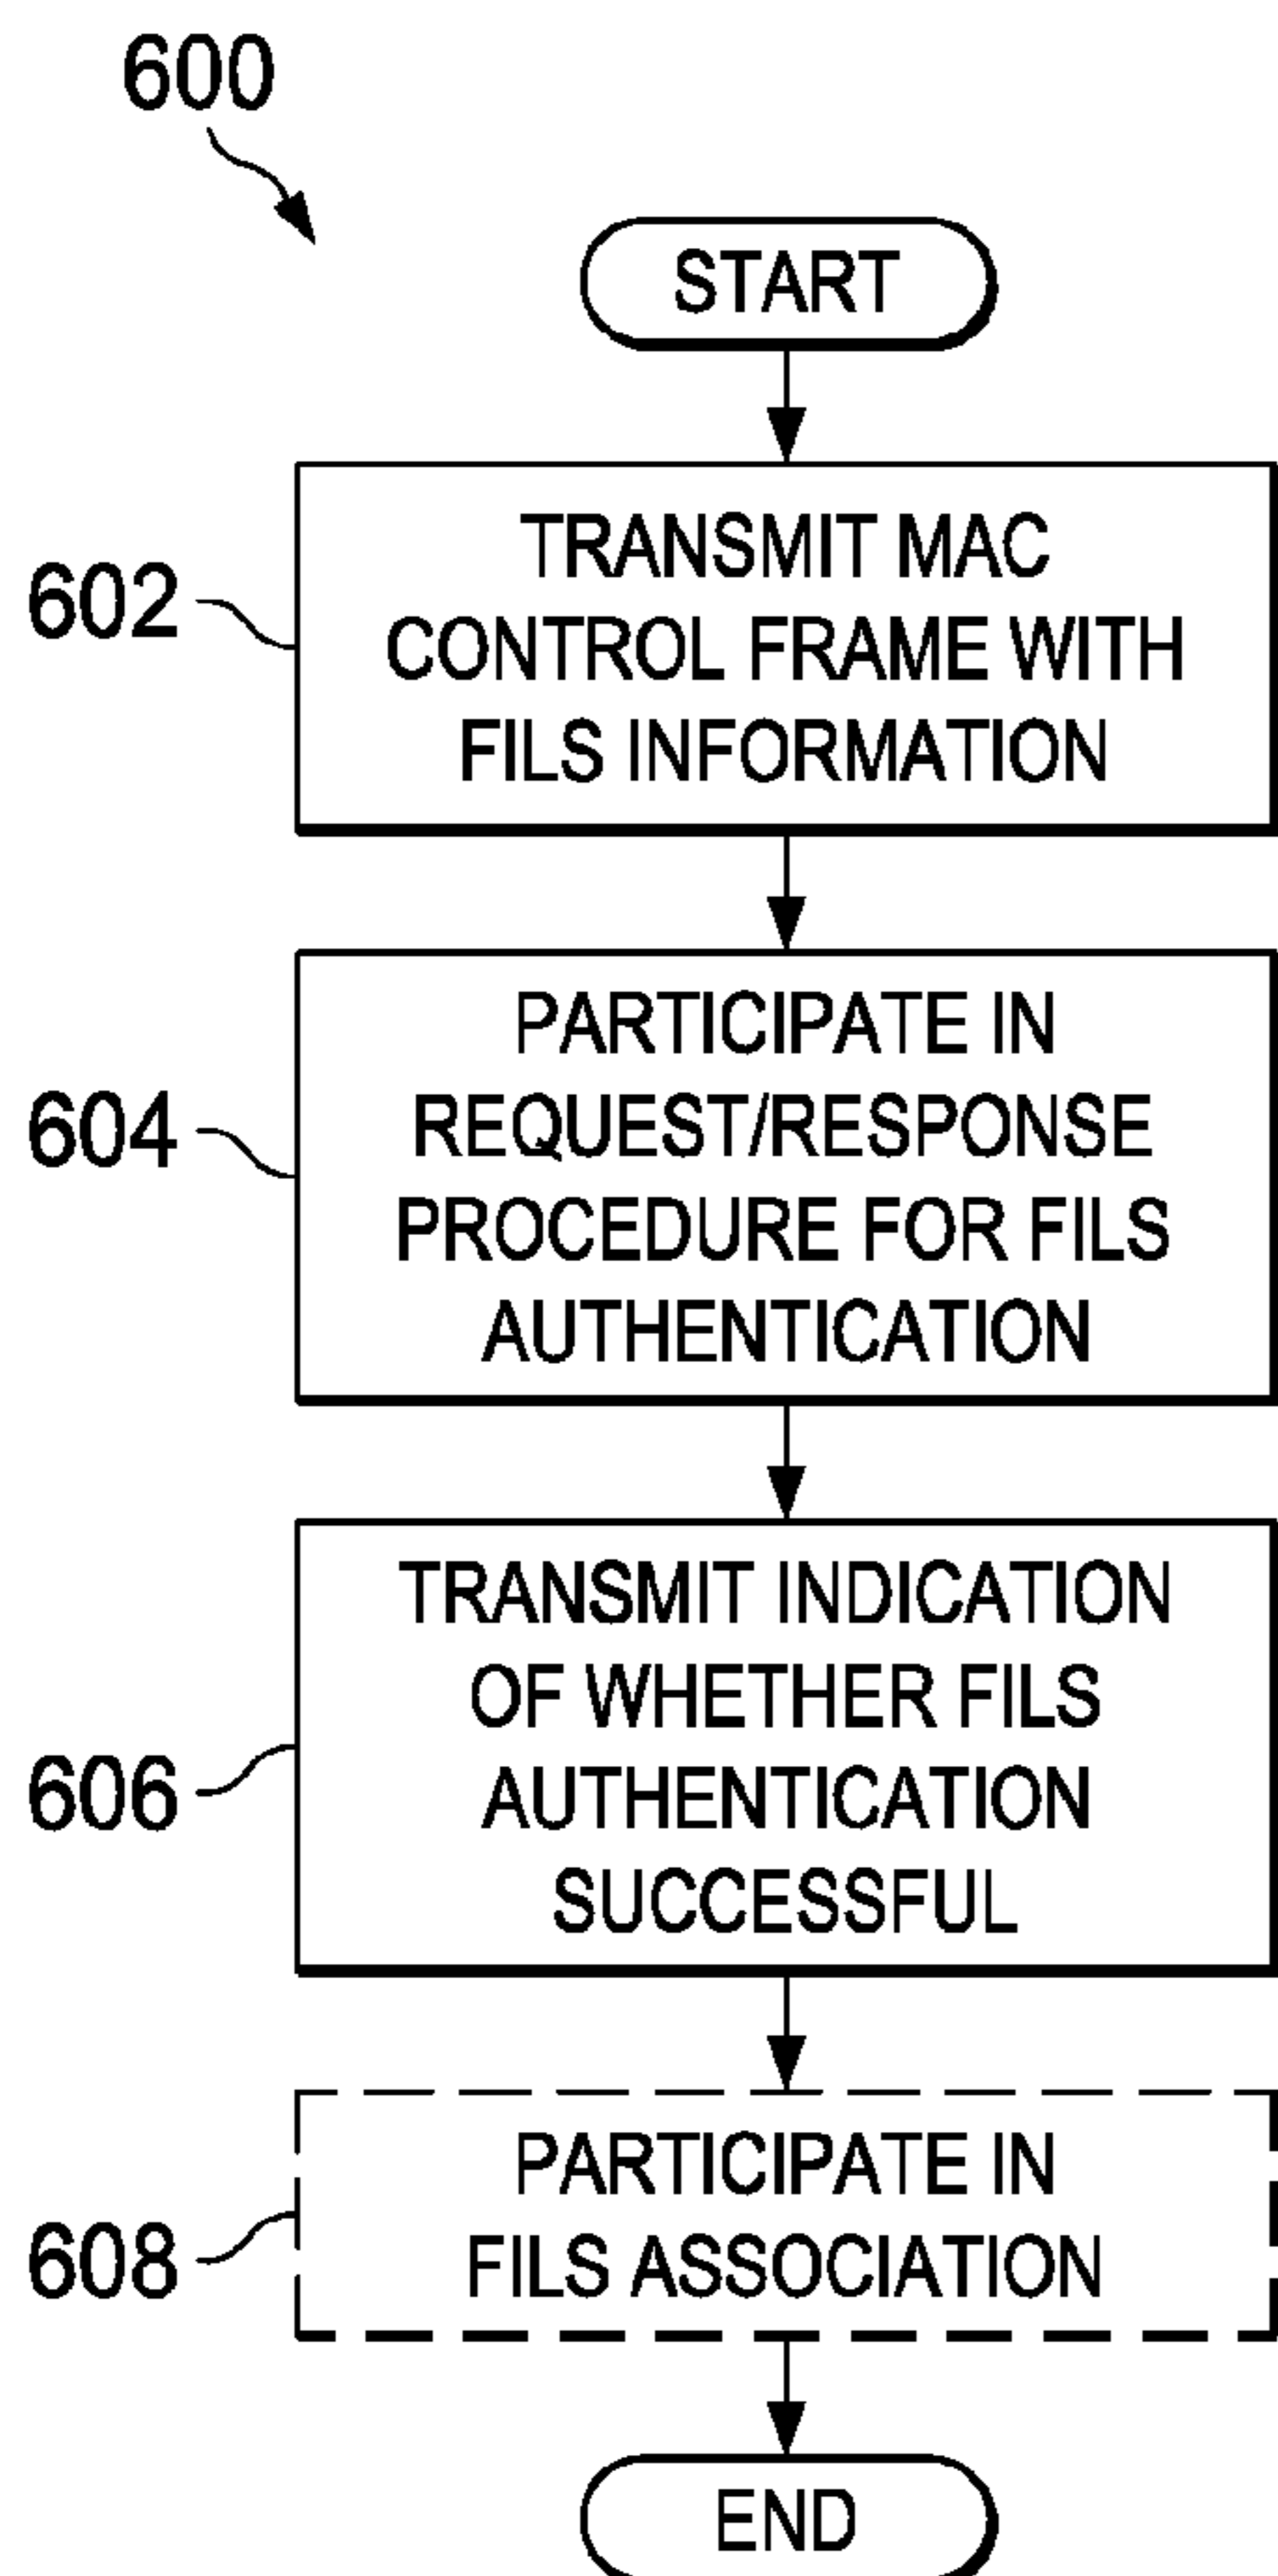 600
START
602
TRANSMIT MAC
CONTROL FRAME WITH
FILS INFORMATION
604
PARTICIPATE IN
REQUEST/RESPONSE
PROCEDURE FOR FILS
AUTHENTICATION
606
TRANSMIT INDICATION
OF WHETHER FILS
AUTHENTICATION
SUCCESSFUL
608
PARTICIPATE IN
FILS ASSOCIATION
END